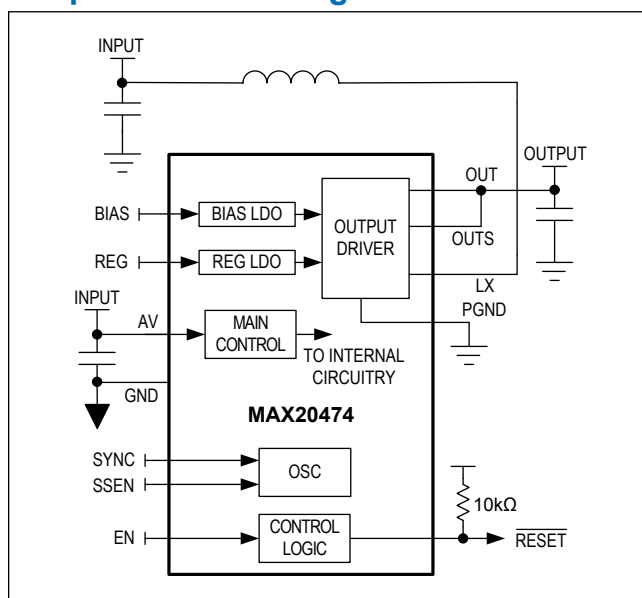 INPUT
OUT
OUTPUT
BIAS
BIAS LDO
OUTPUT
DRIVER
OUTS
REG
REG LDO
LX
INPUT
PGND
AV
MAIN
CONTROL
TO INTERNAL
CIRCUITRY
GND
MAX20474
SYNC
OSC
SSEN
10kΩ
EN
CONTROL
LOGIC
RESET